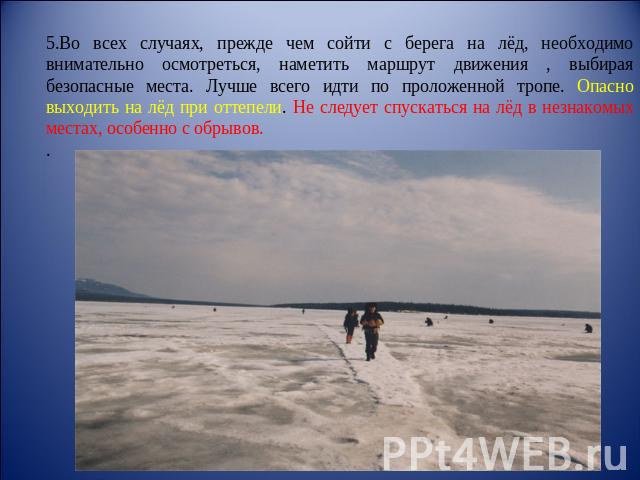 5.Во всех случаях, прежде чем сойти с берега на лёд, необходимо
внимательно осмотреться, наметить маршрут движения , выбирая
безопасные места. Лучше всего идти по проложенной тропе. Опасно
выходить на лёд при оттепели. Не следует спускаться на лёд в незнакомых
местах, особенно с обрывов.
.
PPt4WEB.ru